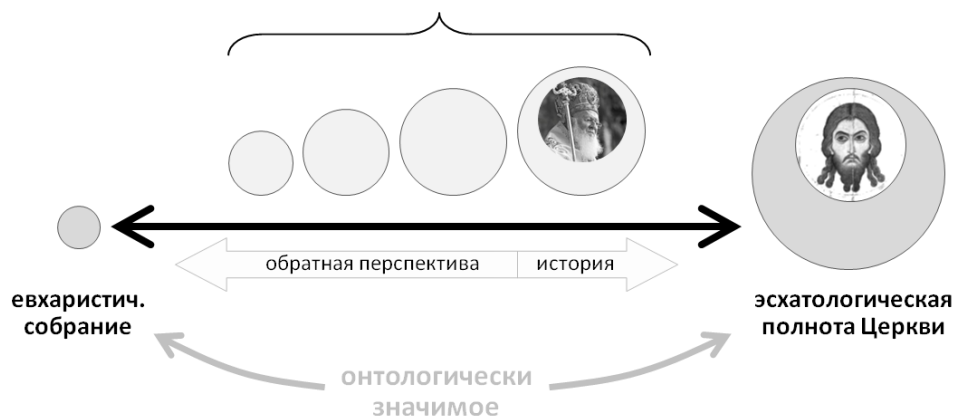 обратная перспектива
история
евхаристич.
собрание
эсхатологическая
полнота Церкви
онтологически
значимое